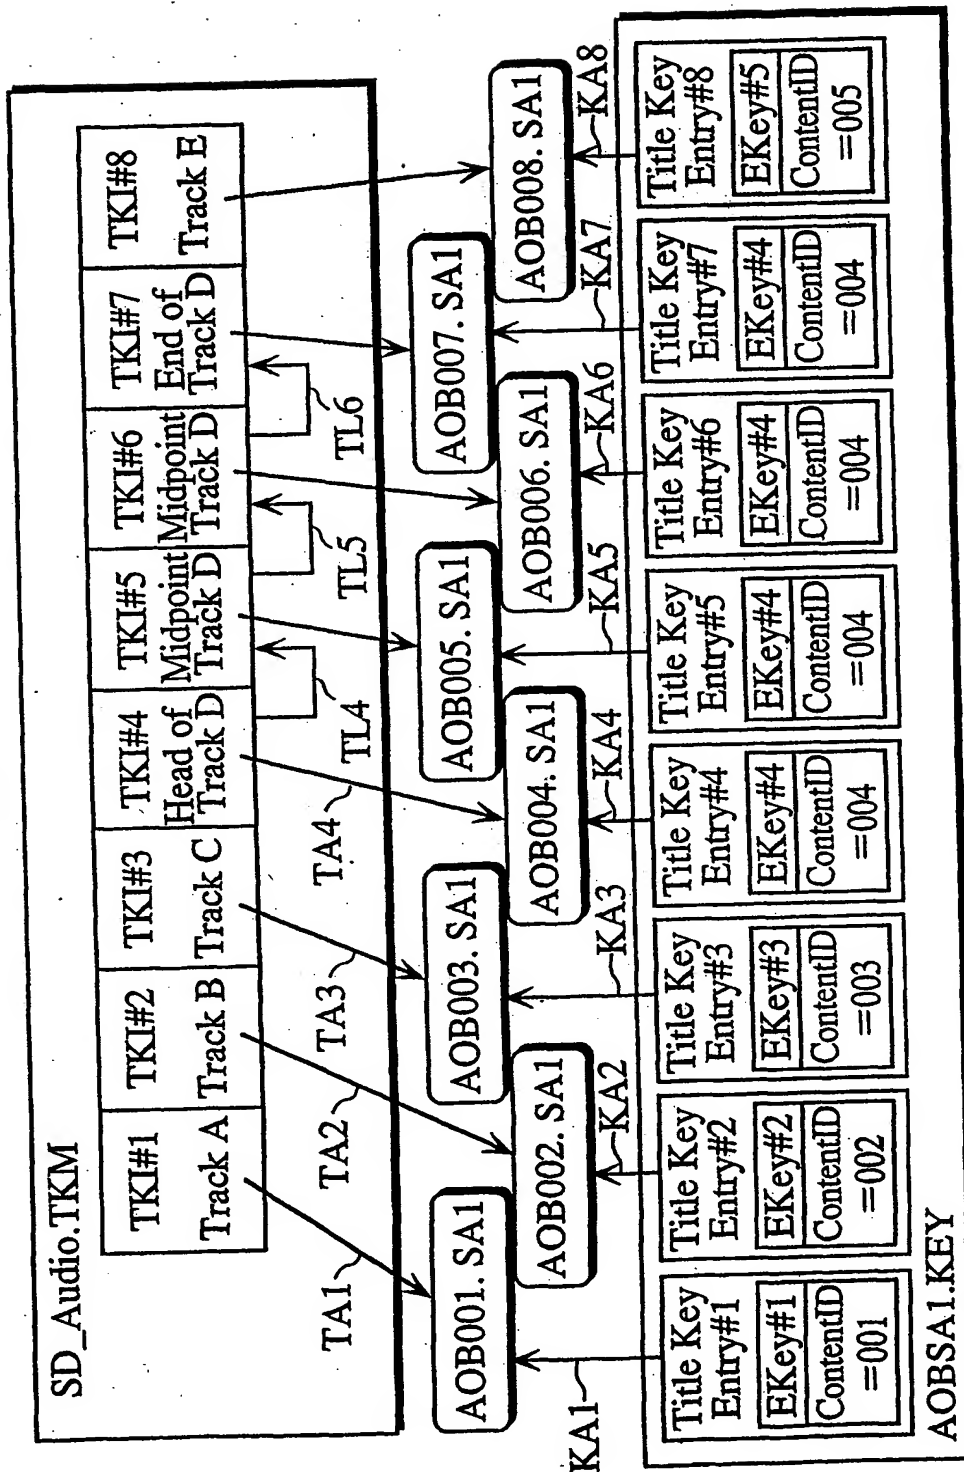 SD_Audio.TKM
TKI#1
Track A
TKI#2
Track B
TKI#3
Track C
TKI#4
Head of
Track D
TKI#5
Midpoint
Track D
TKI#6
Midpoint
Track D
TKI#7
End of
Track D
TKI#8
Track E
TA1
TA2
TA3
TA4
TL4
TL5
TL6
AOB001. SA1
AOB002. SA1
AOB003. SA1
AOB004. SA1
AOB005. SA1
AOB006. SA1
AOB007. SA1
AOB008. SA1
KA1
KA2
KA3
KA4
KA5
KA6
KA7
KA8
Title Key
Entry#1
EKey#1
ContentID
=001
Title Key
Entry#2
EKey#2
ContentID
=002
Title Key
Entry#3
EKey#3
ContentID
=003
Title Key
Entry#4
EKey#4
ContentID
=004
Title Key
Entry#5
EKey#4
ContentID
=004
Title Key
Entry#6
EKey#4
ContentID
=004
Title Key
Entry#7
EKey#4
ContentID
=004
Title Key
Entry#8
EKey#5
ContentID
=005
AOBSA1.KEY